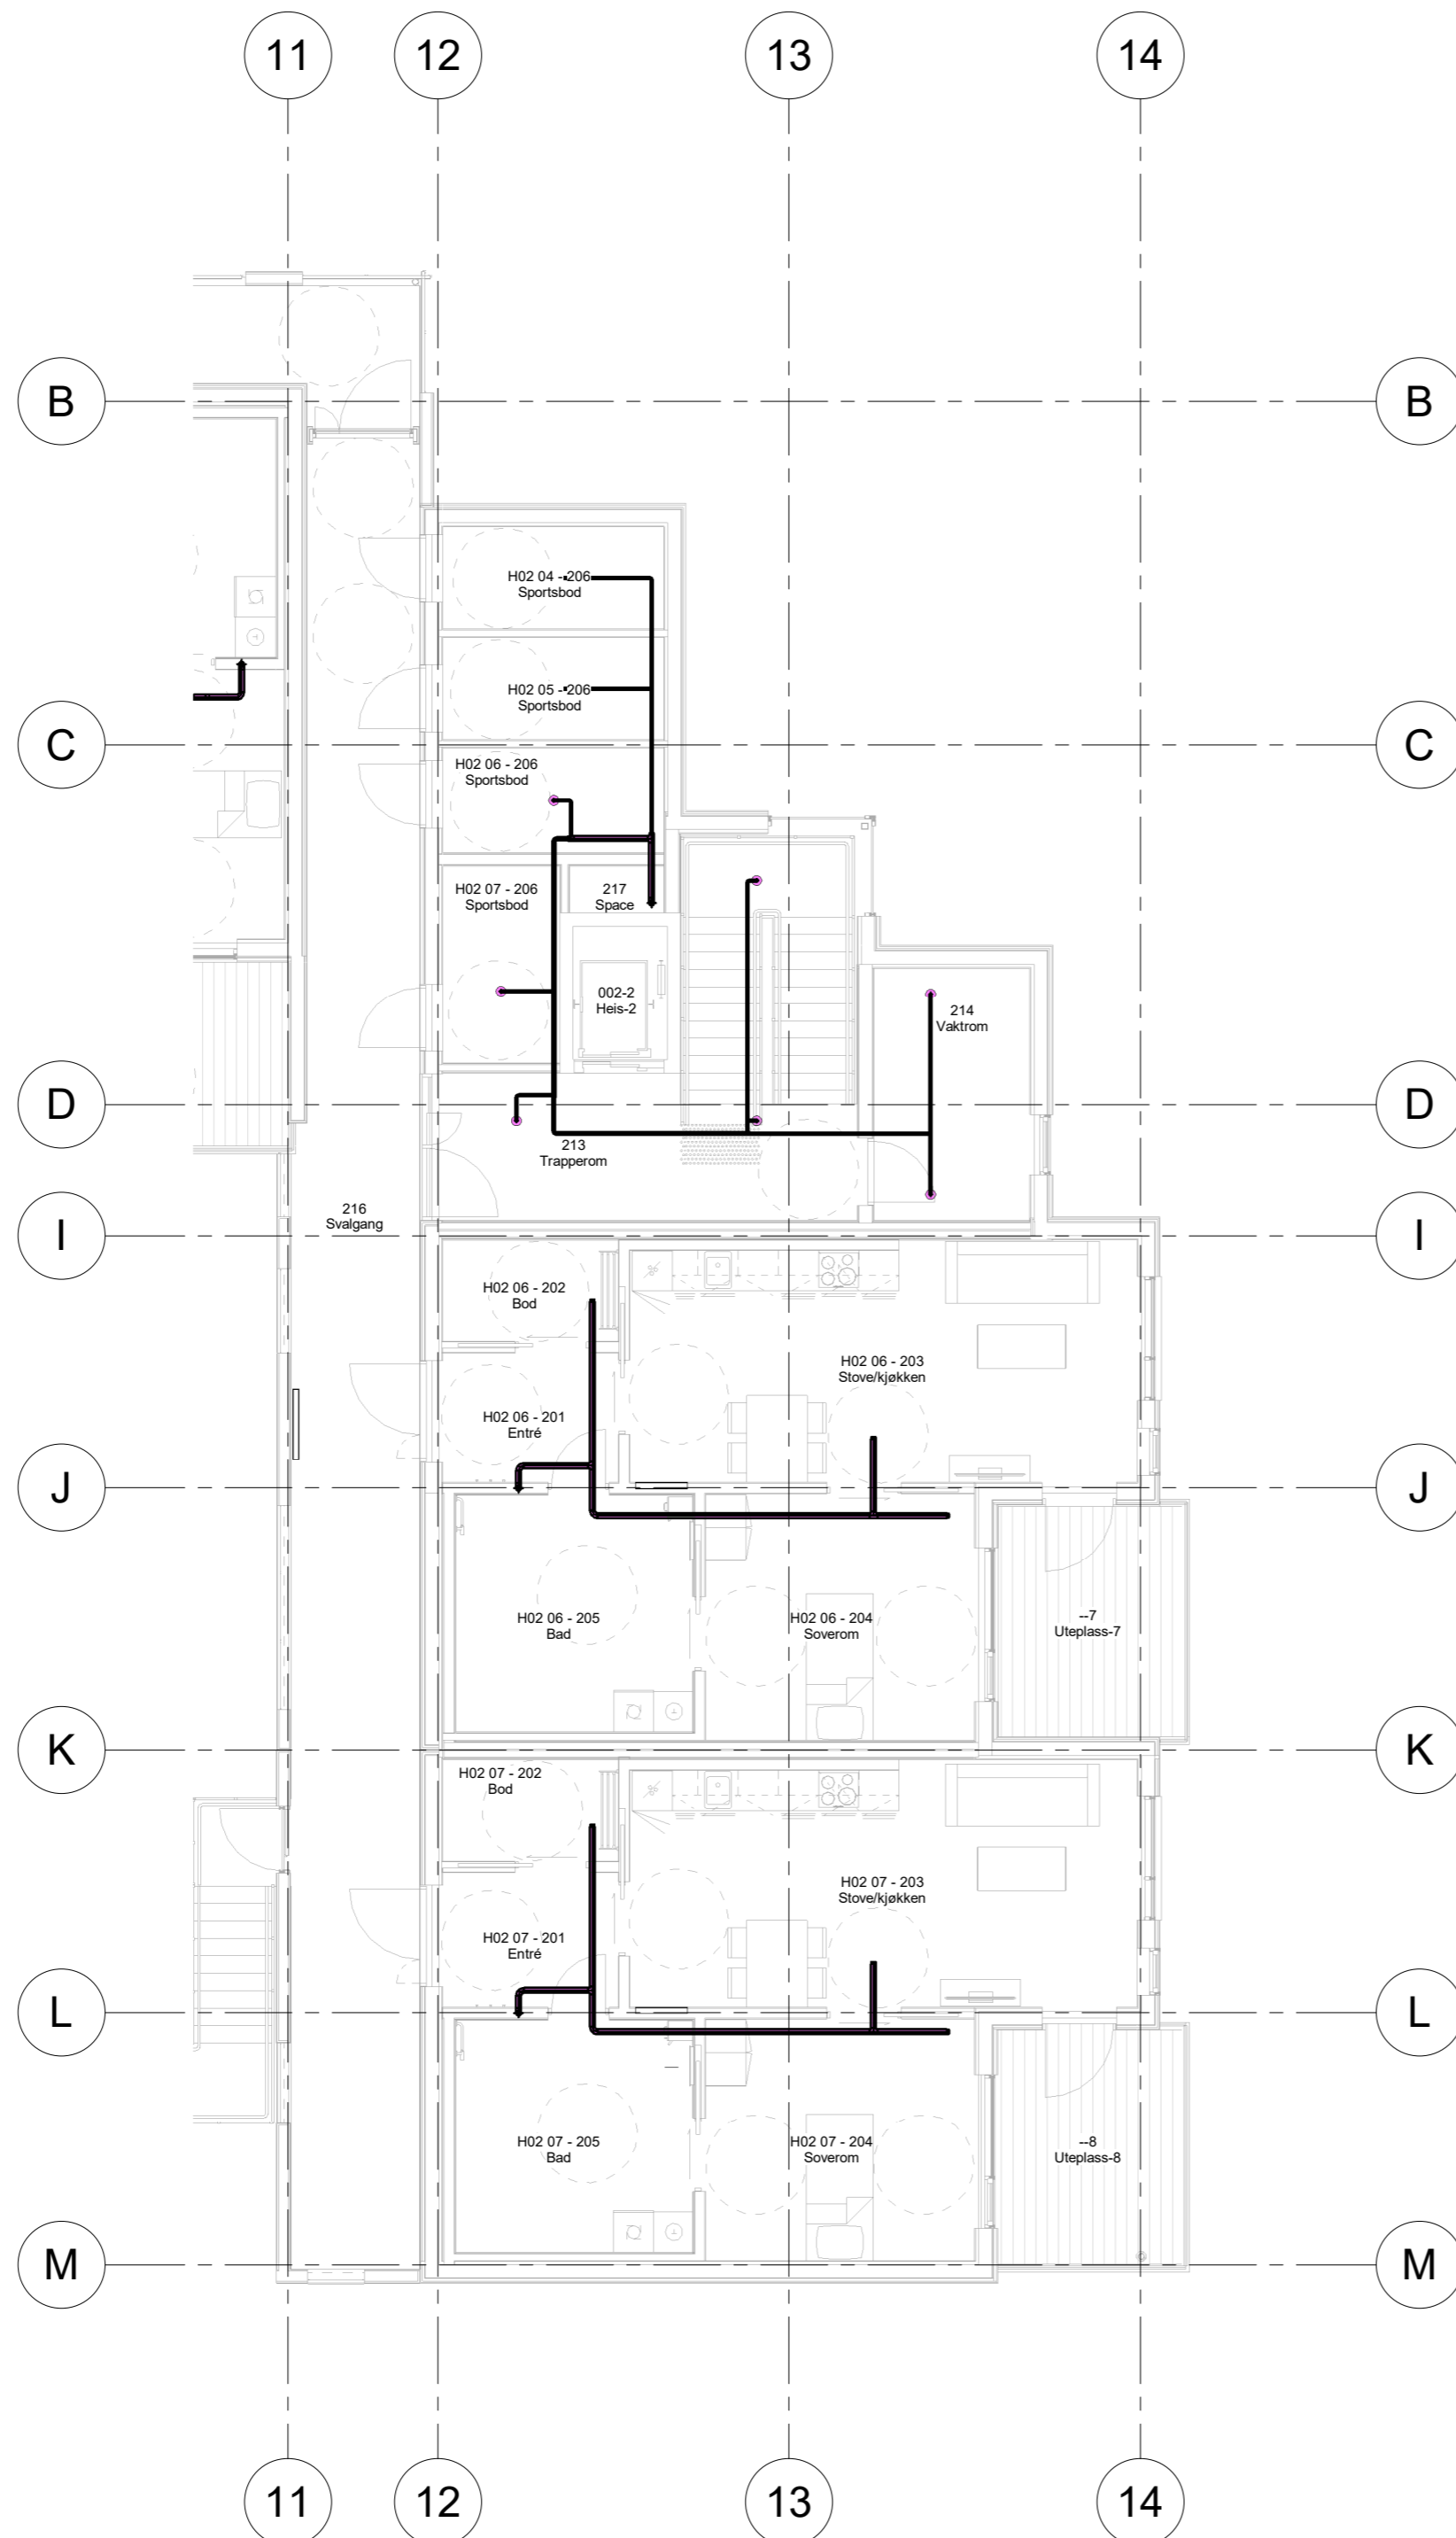 11
12
13
14
B
B
H02 04 - 206
Sportsbod
H02 05 - 206
Sportsbod
C
C
H02 06 - 206
Sportsbod
H02 07 - 206
Sportsbod
217
Space
002-2
Heis-2
214
Vaktrom
D
D
213
Trapperom
216
Svalgang
I
I
H02 06 - 202
Bod
H02 06 - 203
Stove/kjøkken
H02 06 - 201
Entré
J
J
H02 06 - 205
Bad
H02 06 - 204
Soverom
--7
Uteplass-7
K
K
H02 07 - 202
Bod
H02 07 - 203
Stove/kjøkken
H02 07 - 201
Entré
L
L
H02 07 - 205
Bad
H02 07 - 204
Soverom
--8
Uteplass-8
M
M
11
12
13
14